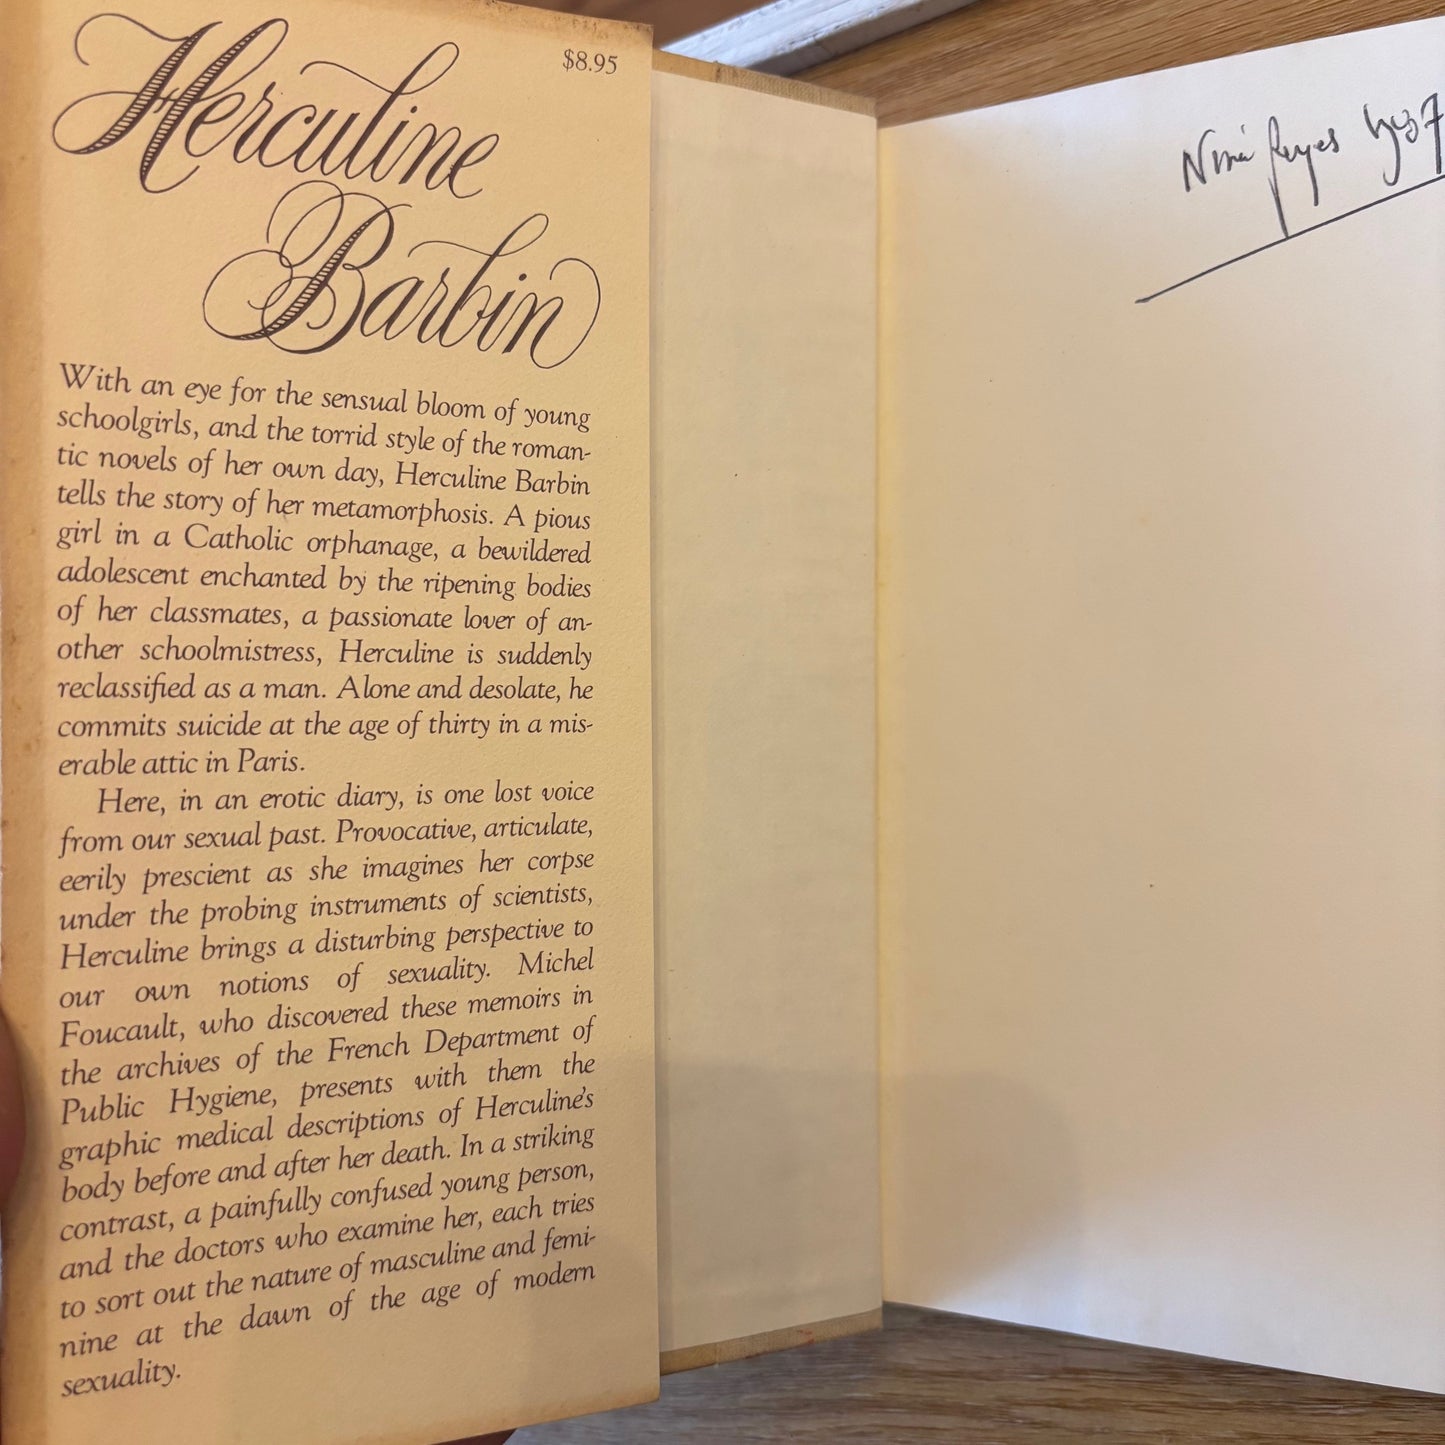 $8.95
Herculine
Barbin
With an eye for the sensual bloom of young
schoolgirls, and the torrid style of the roman-
tic novels of her own day, Herculine Barbin
tells the story of her metamorphosis. A pious
girl in a Catholic orphanage, a bewildered
adolescent enchanted by the ripening bodies
of her classmates, a passionate lover of an-
other schoolmistress, Herculine is suddenly
reclassified as a man. Alone and desolate, he
commits suicide at the age of thirty in a mis-
erable attic in Paris.
Here, in an erotic diary, is one lost voice
from our sexual past. Provocative, articulate,
eerily prescient as she imagines her corpse
under the probing instruments of scientists,
Herculine brings a disturbing perspective to
our own notions of sexuality. Michel
Foucault, who discovered these memoirs in
the archives of the French Department of
Public Hygiene, presents with them the
graphic medical descriptions of Herculine's
body before and after her death. In a striking
contrast, a painfully confused young person,
and the doctors who examine her, each tries
to sort out the nature of masculine and femi-
nine at the dawn of the age of modern
sexuality.
Reyes